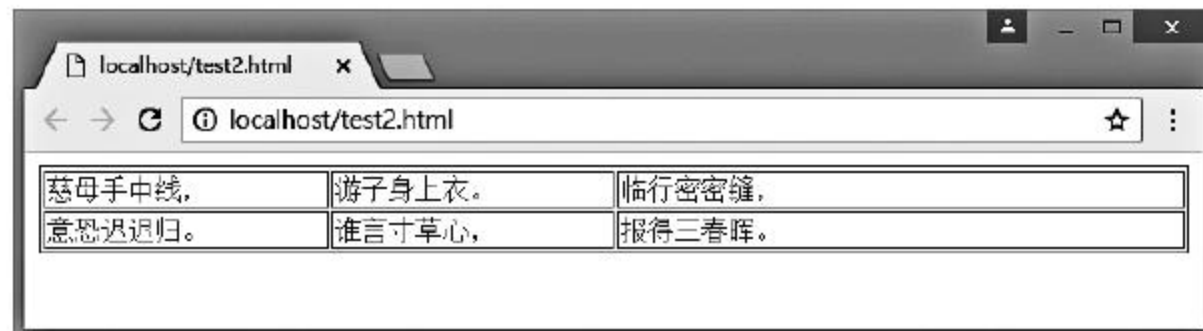 localhost/test2.html
localhost/test2.html
慈母手中线, 游子身上衣。 临行密密缝,
意恐迟迟归。 谁言寸草心, 报得三春晖。